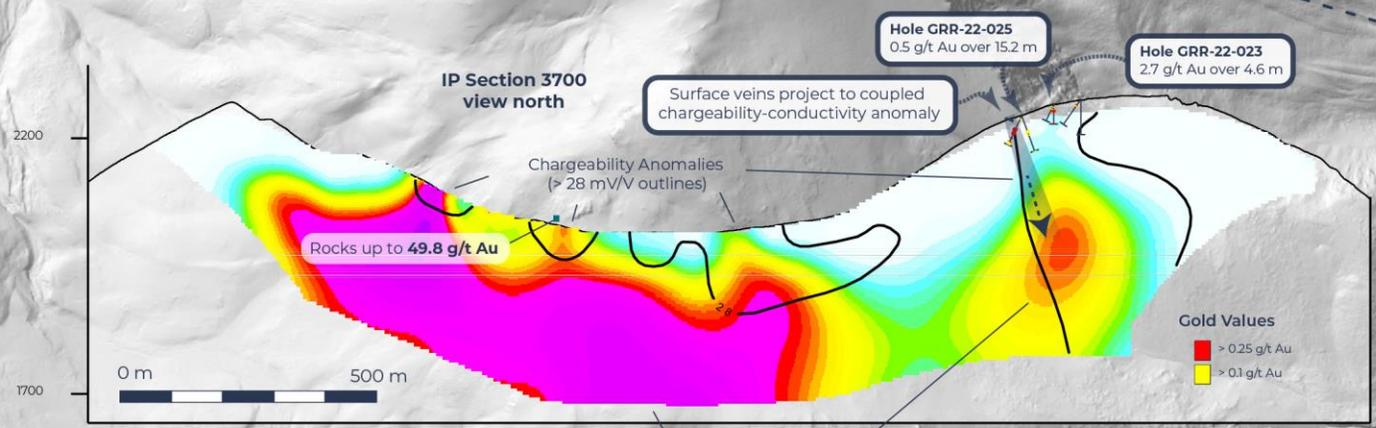 Hole GRR-22-025
0.5 g/t Au over 15.2 m
Hole GRR-22-023
2.7 g/t Au over 4.6 m
IP Section 3700
view north
Surface veins project to coupled
chargeability-conductivity anomaly
2200
Chargeability Anomalies
(> 28 mV/V outlines)
Rocks up to 49.8 g/t Au
28
Gold Values
> 0.25 g/t Au
> 0.1 g/t Au
0 m
500 m
1700